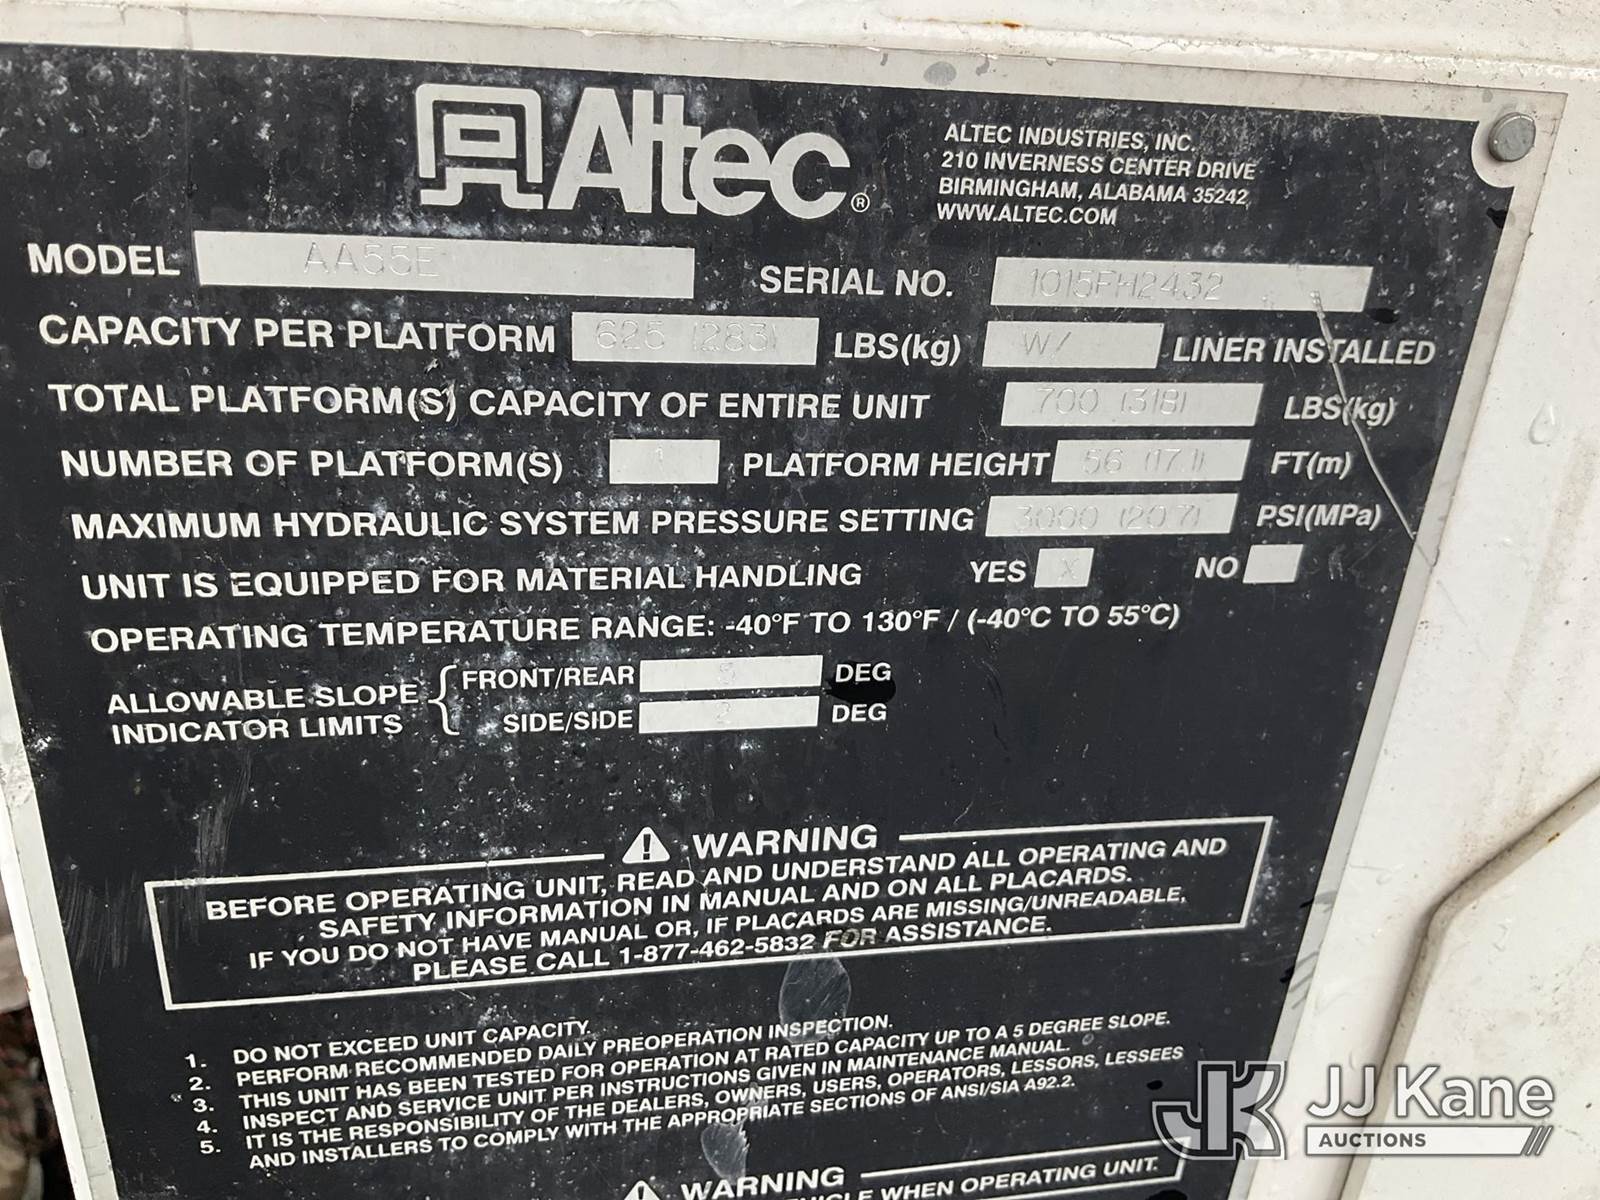 Altec®
ALTEC INDUSTRIES, INC.
210 INVERNESS CENTER DRIVE
BIRMINGHAM, ALABAMA 35242
WWW.ALTEC.COM
MODEL AA55E SERIAL NO. 1015FH2432
CAPACITY PER PLATFORM 625 (283) LBS(kg) W/ LINER INSTALLED
TOTAL PLATFORM(S) CAPACITY OF ENTIRE UNIT 700 (318) LBS(kg)
NUMBER OF PLATFORM(S) 1 PLATFORM HEIGHT 56 (17.1) FT(m)
MAXIMUM HYDRAULIC SYSTEM PRESSURE SETTING 3000 (20.7) PSI(MPa)
UNIT IS EQUIPPED FOR MATERIAL HANDLING YES X NO
OPERATING TEMPERATURE RANGE: -40°F TO 130°F / (-40°C TO 55°C)
ALLOWABLE SLOPE INDICATOR LIMITS
FRONT/REAR 5 DEG
SIDE/SIDE 2 DEG
WARNING
BEFORE OPERATING UNIT, READ AND UNDERSTAND ALL OPERATING AND
SAFETY INFORMATION IN MANUAL AND ON ALL PLACARDS.
IF YOU DO NOT HAVE MANUAL OR, IF PLACARDS ARE MISSING/UNREADABLE,
PLEASE CALL 1-877-462-5832 FOR ASSISTANCE.
1. DO NOT EXCEED UNIT CAPACITY.
2. PERFORM RECOMMENDED DAILY PREOPERATION INSPECTION.
3. THIS UNIT HAS BEEN TESTED FOR OPERATION AT RATED CAPACITY UP TO A 5 DEGREE SLOPE.
4. INSPECT AND SERVICE UNIT PER INSTRUCTIONS GIVEN IN MAINTENANCE MANUAL.
5. IT IS THE RESPONSIBILITY OF THE DEALERS, OWNERS, USERS, OPERATORS, LESSORS, LESSEES
AND INSTALLERS TO COMPLY WITH THE APPROPRIATE SECTIONS OF ANSI/SIA A92.2.
WARNING
WHEN OPERATING UNIT.
JK JJ Kane
AUCTIONS